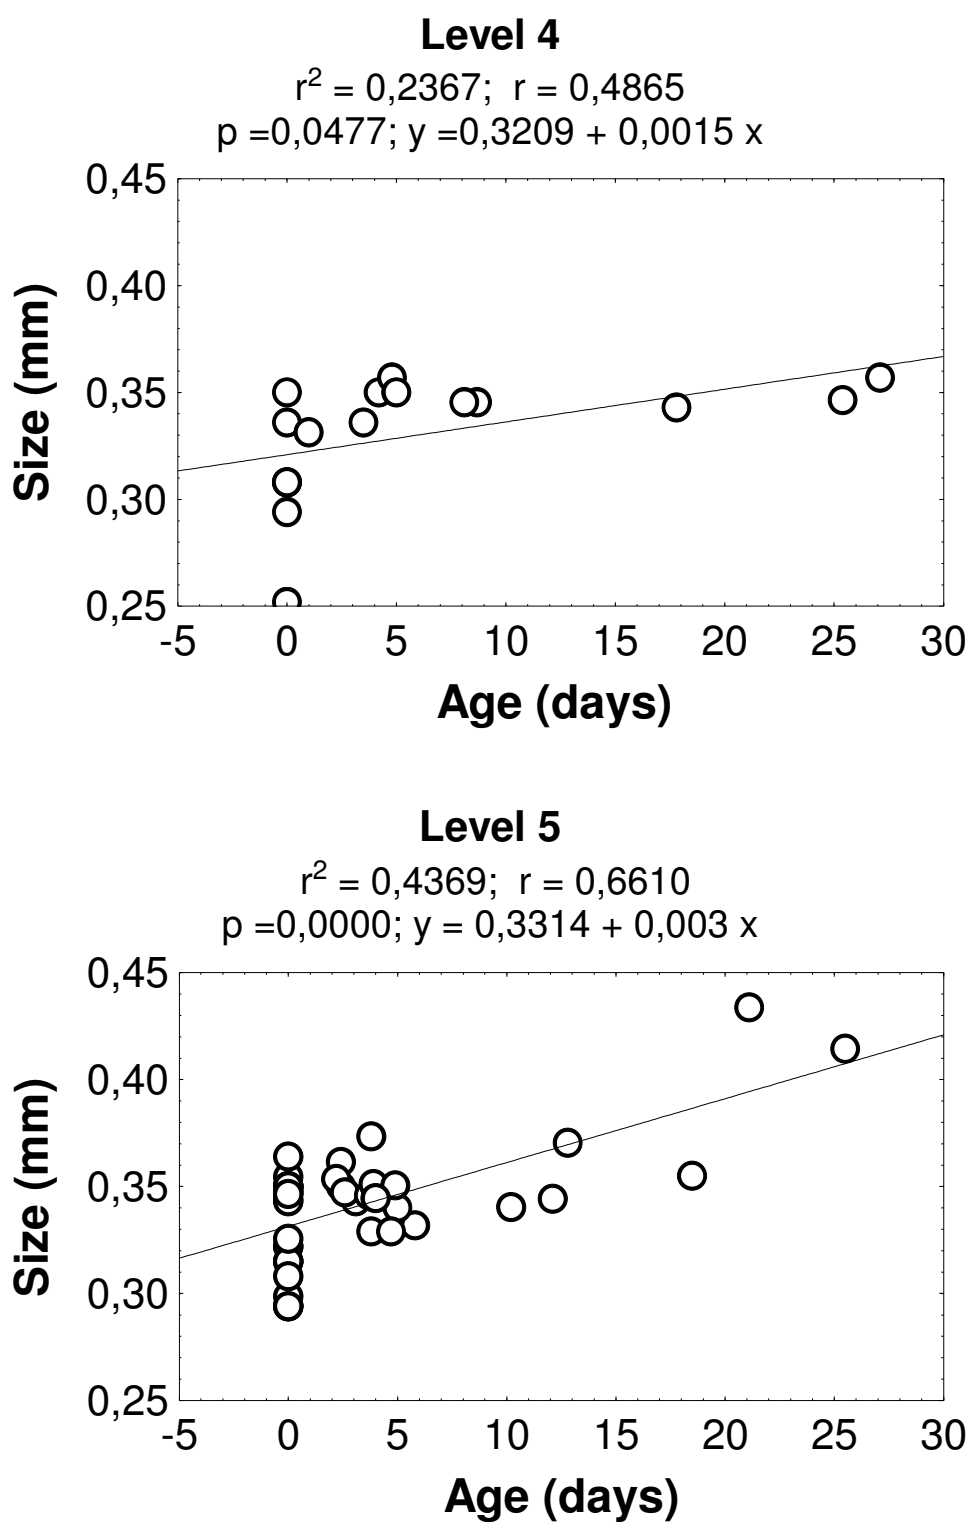 Level 4
r² = 0,2367; r = 0,4865
p =0,0477; y =0,3209 + 0,0015 x
0,45
0,40
0,35
0,30
0,25
Size (mm)
-5 0 5 10 15 20 25 30
Age (days)
Level 5
r² = 0,4369; r = 0,6610
p =0,0000; y = 0,3314 + 0,003 x
0,45
0,40
0,35
0,30
0,25
Size (mm)
-5 0 5 10 15 20 25 30
Age (days)